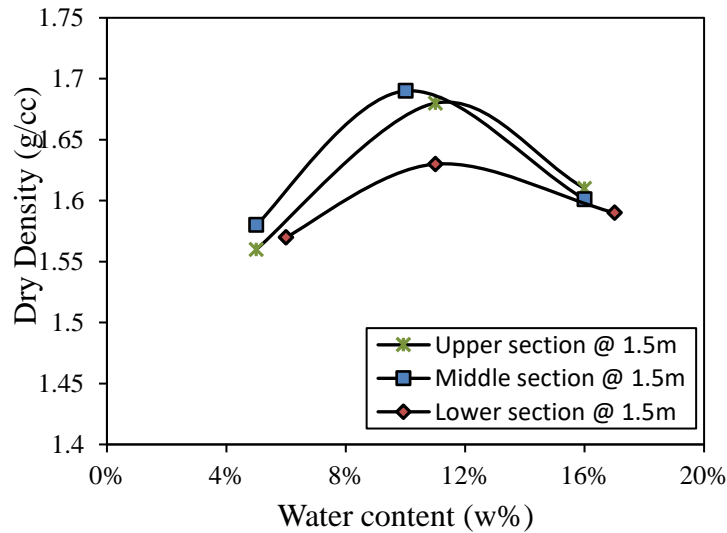 1.75
1.7
1.65
1.6
1.55
1.5
1.45
1.4
Dry Density (g/cc)
0%
4%
8%
12%
16%
20%
Water content (w%)
Upper section @ 1.5m
Middle section @ 1.5m
Lower section @ 1.5m